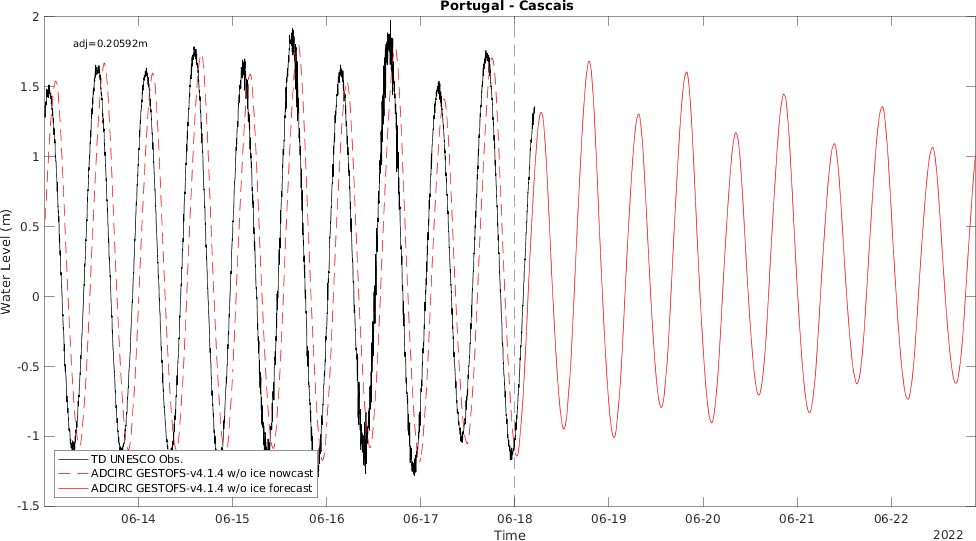 Portugal - Cascais
adj=0.20592m
2
1.5
1
0.5
0
-0.5
-1
-1.5
Water Level (m)
TD UNESCO Obs.
ADCIRC GESTOFS-v4.1.4 w/o ice nowcast
ADCIRC GESTOFS-v4.1.4 w/o ice forecast
06-14 06-15 06-16 06-17 06-18 06-19 06-20 06-21 06-22
Time
2022